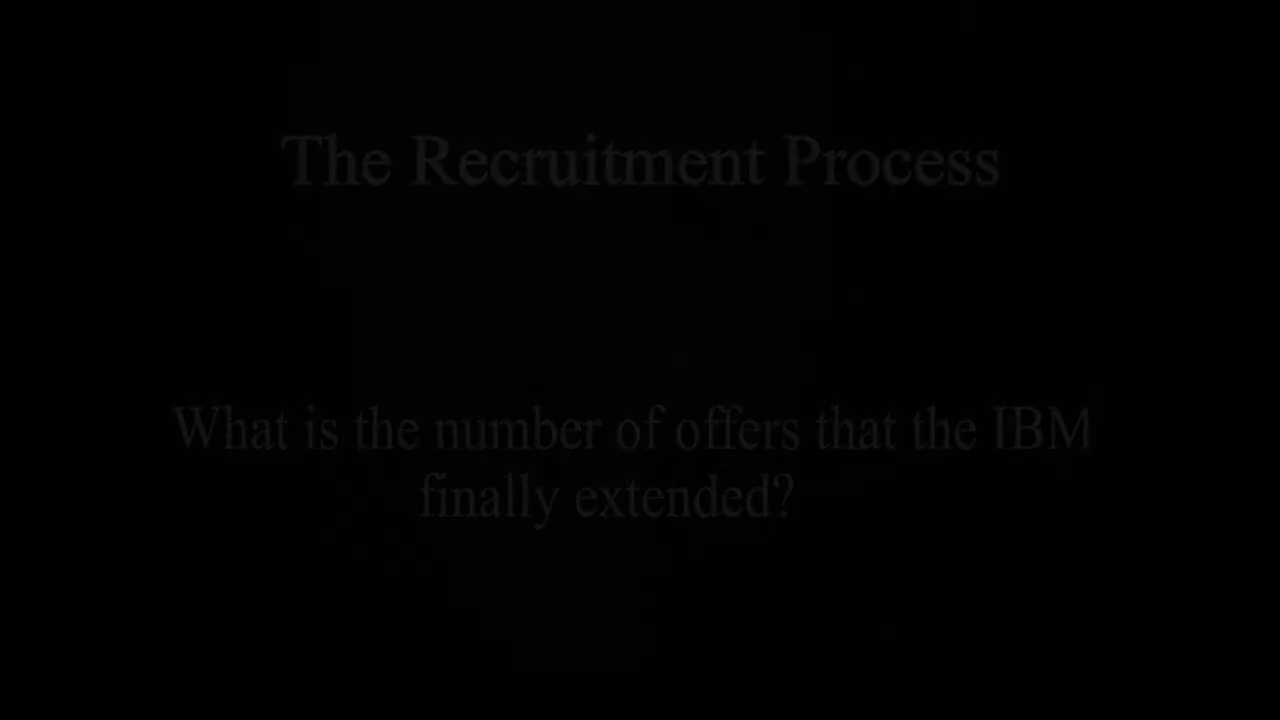 The Recruitment Process
What is the number of offers that the IBM
finally extended?